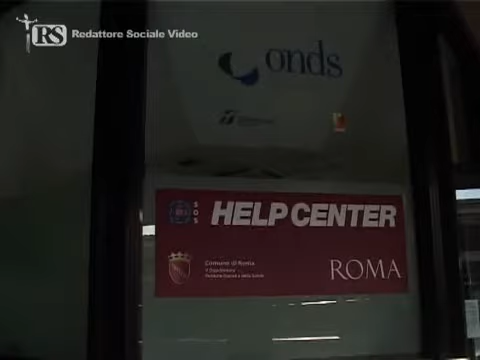 RS Redattore Sociale Video
onds
SOS HELP CENTER
Comune di Roma
ROMA